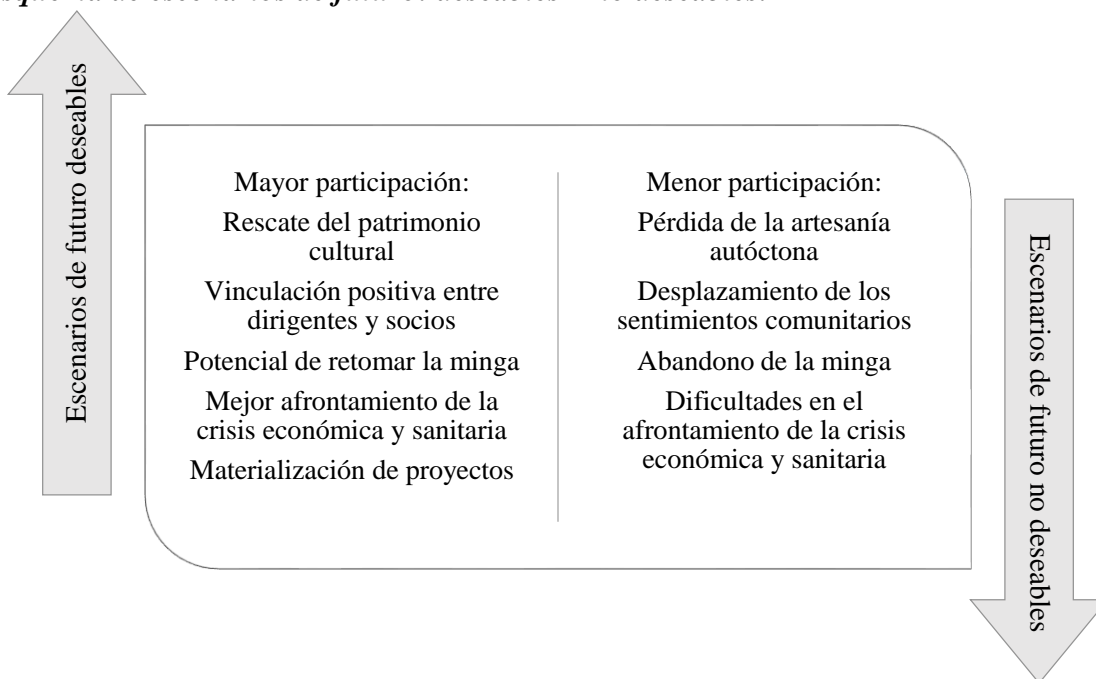 Escenarios de futuro deseables
Mayor participación:
Rescate del patrimonio
cultural
Vinculación positiva entre
dirigentes y socios
Potencial de retomar la minga
Mejor afrontamiento de la
crisis económica y sanitaria
Materialización de proyectos
Menor participación:
Pérdida de la artesanía
autóctona
Desplazamiento de los
sentimientos comunitarios
Abandono de la minga
Dificultades en el
afrontamiento de la crisis
económica y sanitaria
Escenarios de futuro no deseables